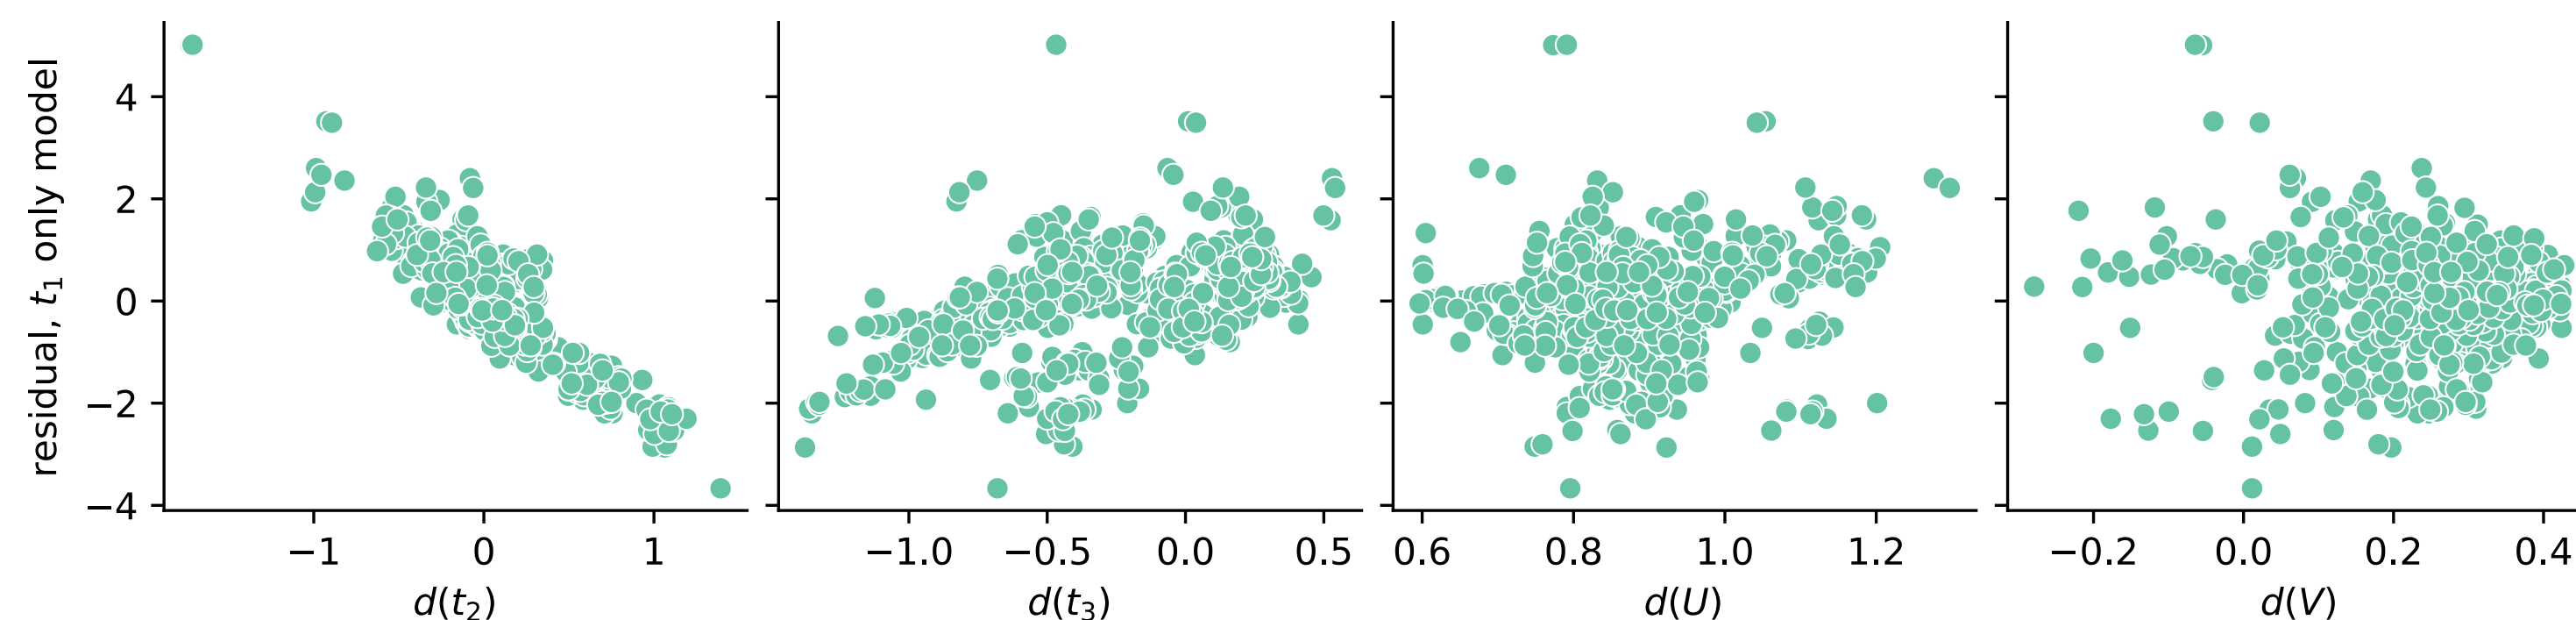 residual, t₁ only model
4
2
0
−2
−4
−1 0 1
d(t₂)
−1.0 −0.5 0.0 0.5
d(t₃)
0.6 0.8 1.0 1.2
d(U)
−0.2 0.0 0.2 0.4
d(V)